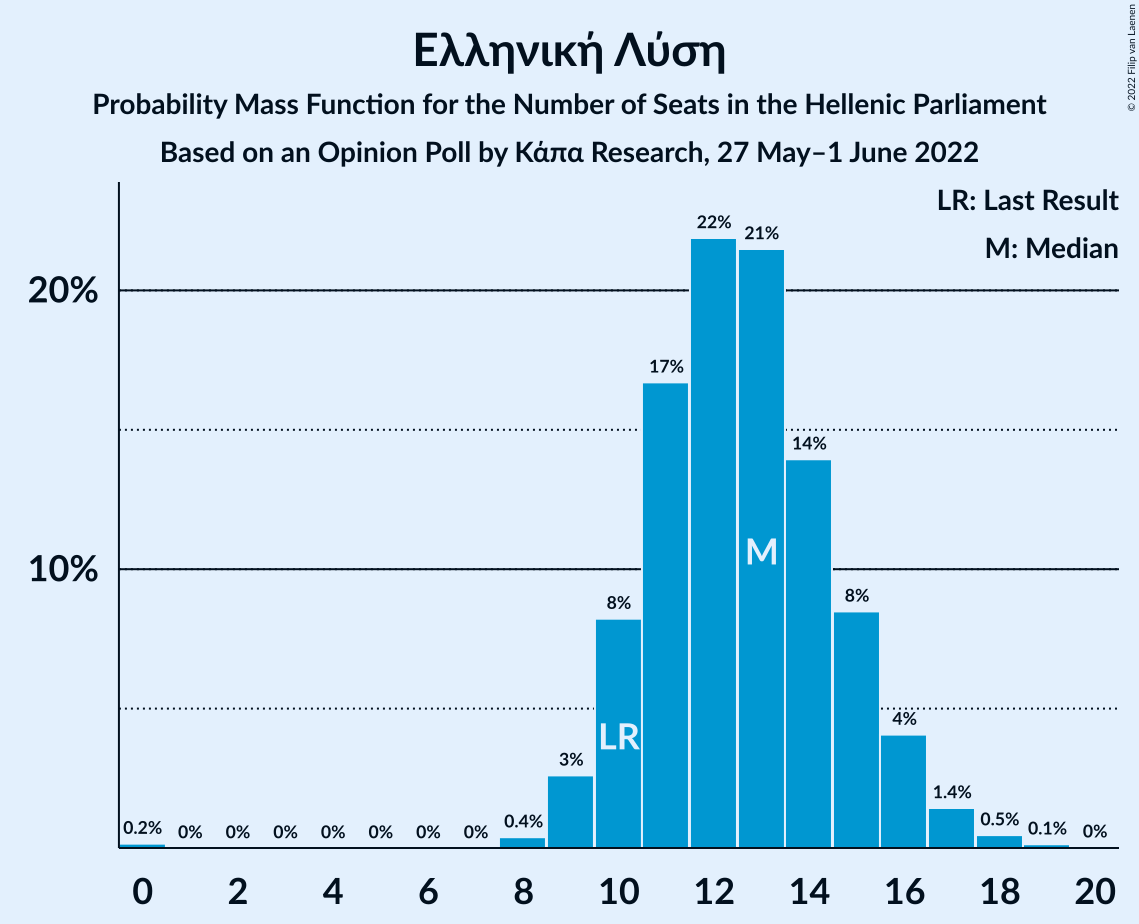 Ελληνική Λύση
Probability Mass Function for the Number of Seats in the Hellenic Parliament
Based on an Opinion Poll by Κάπα Research, 27 May–1 June 2022
© 2022 Filip van Laenen
LR: Last Result
M: Median
20%
10%
0.2% 0% 0% 0% 0% 0% 0% 0% 0.4% 3% 8% 17% 22% 21% 14% 8% 4% 1.4% 0.5% 0.1% 0%
LR M
0 2 4 6 8 10 12 14 16 18 20